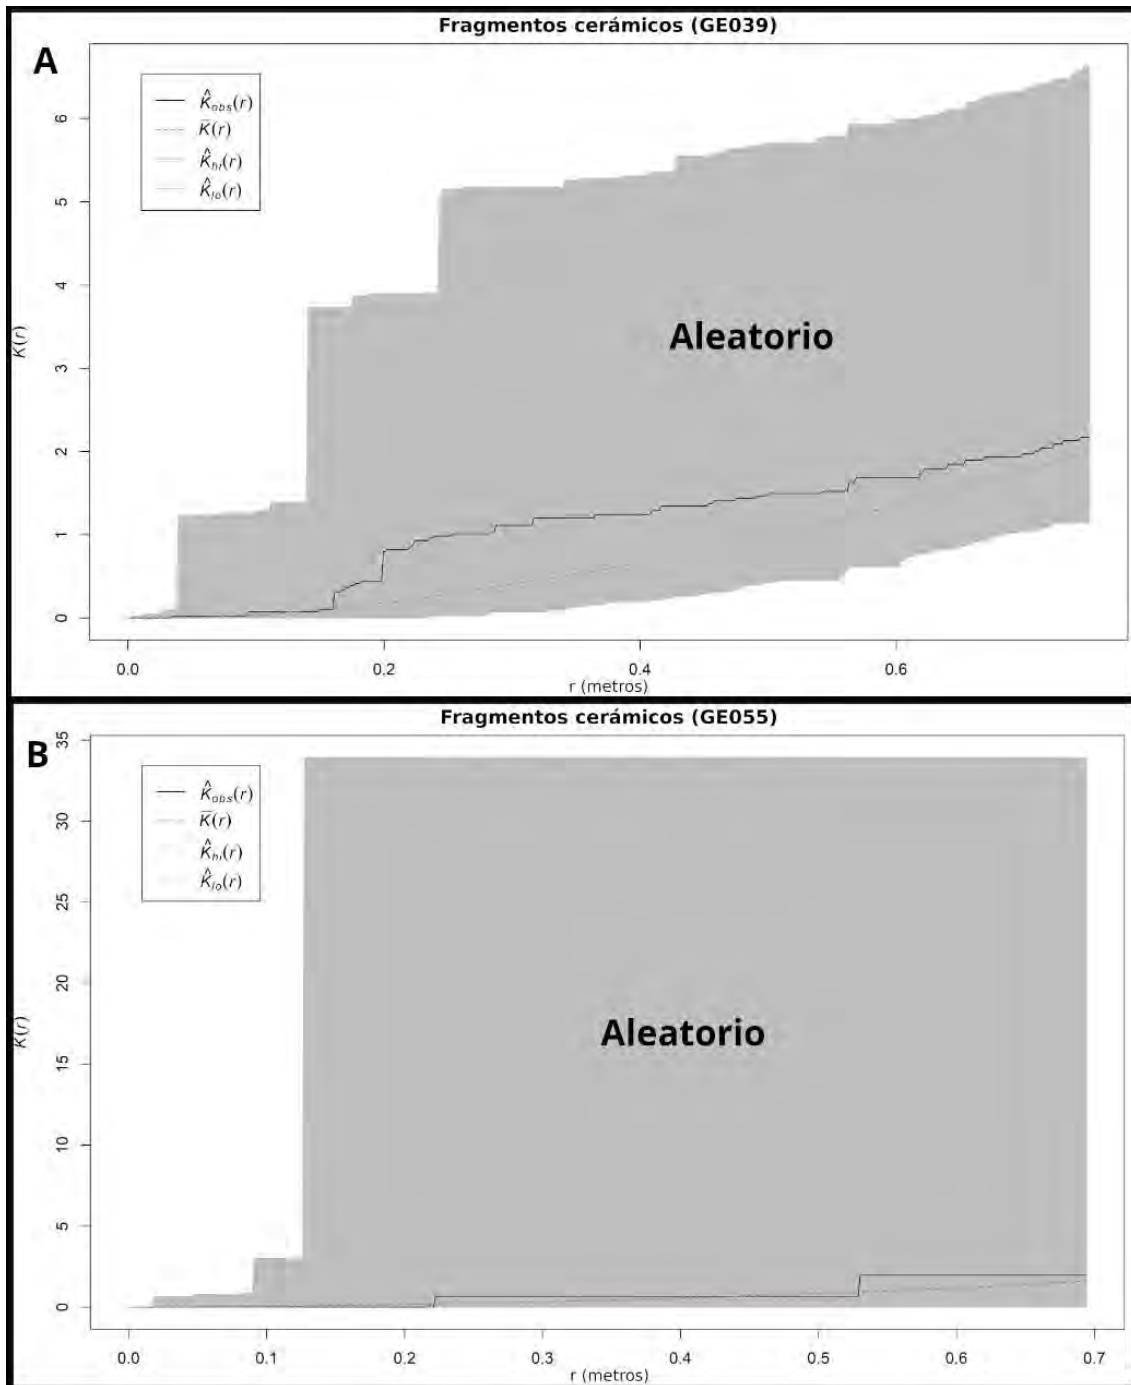 Fragmentos cerámicos (GE039)
A
K̂obs(r)
K̄(r)
K̂hi(r)
K̂lo(r)
6
5
4
3
2
1
0
K(r)
Aleatorio
0.0 0.2 0.4 0.6
r (metros)
Fragmentos cerámicos (GE055)
B
K̂obs(r)
K̄(r)
K̂hi(r)
K̂lo(r)
35
30
25
20
15
10
5
0
K(r)
Aleatorio
0.0 0.1 0.2 0.3 0.4 0.5 0.6 0.7
r (metros)